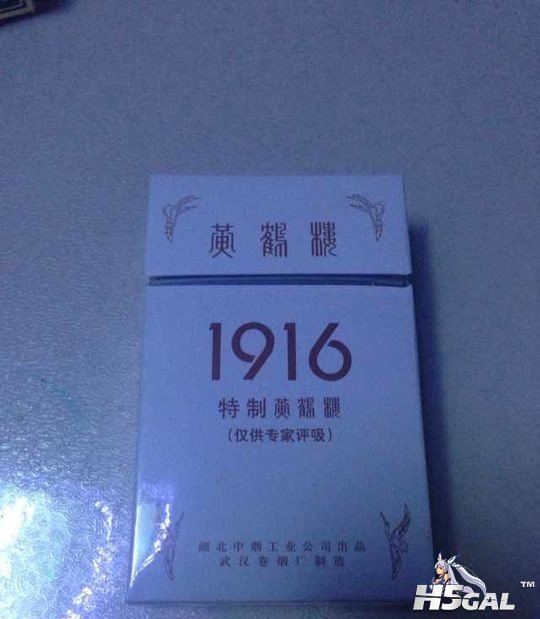 黄鹤楼
1916
特制黄鹤楼
(仅供专家评吸)
湖北中烟工业公司出品
武汉卷烟厂制造
H5GAL™